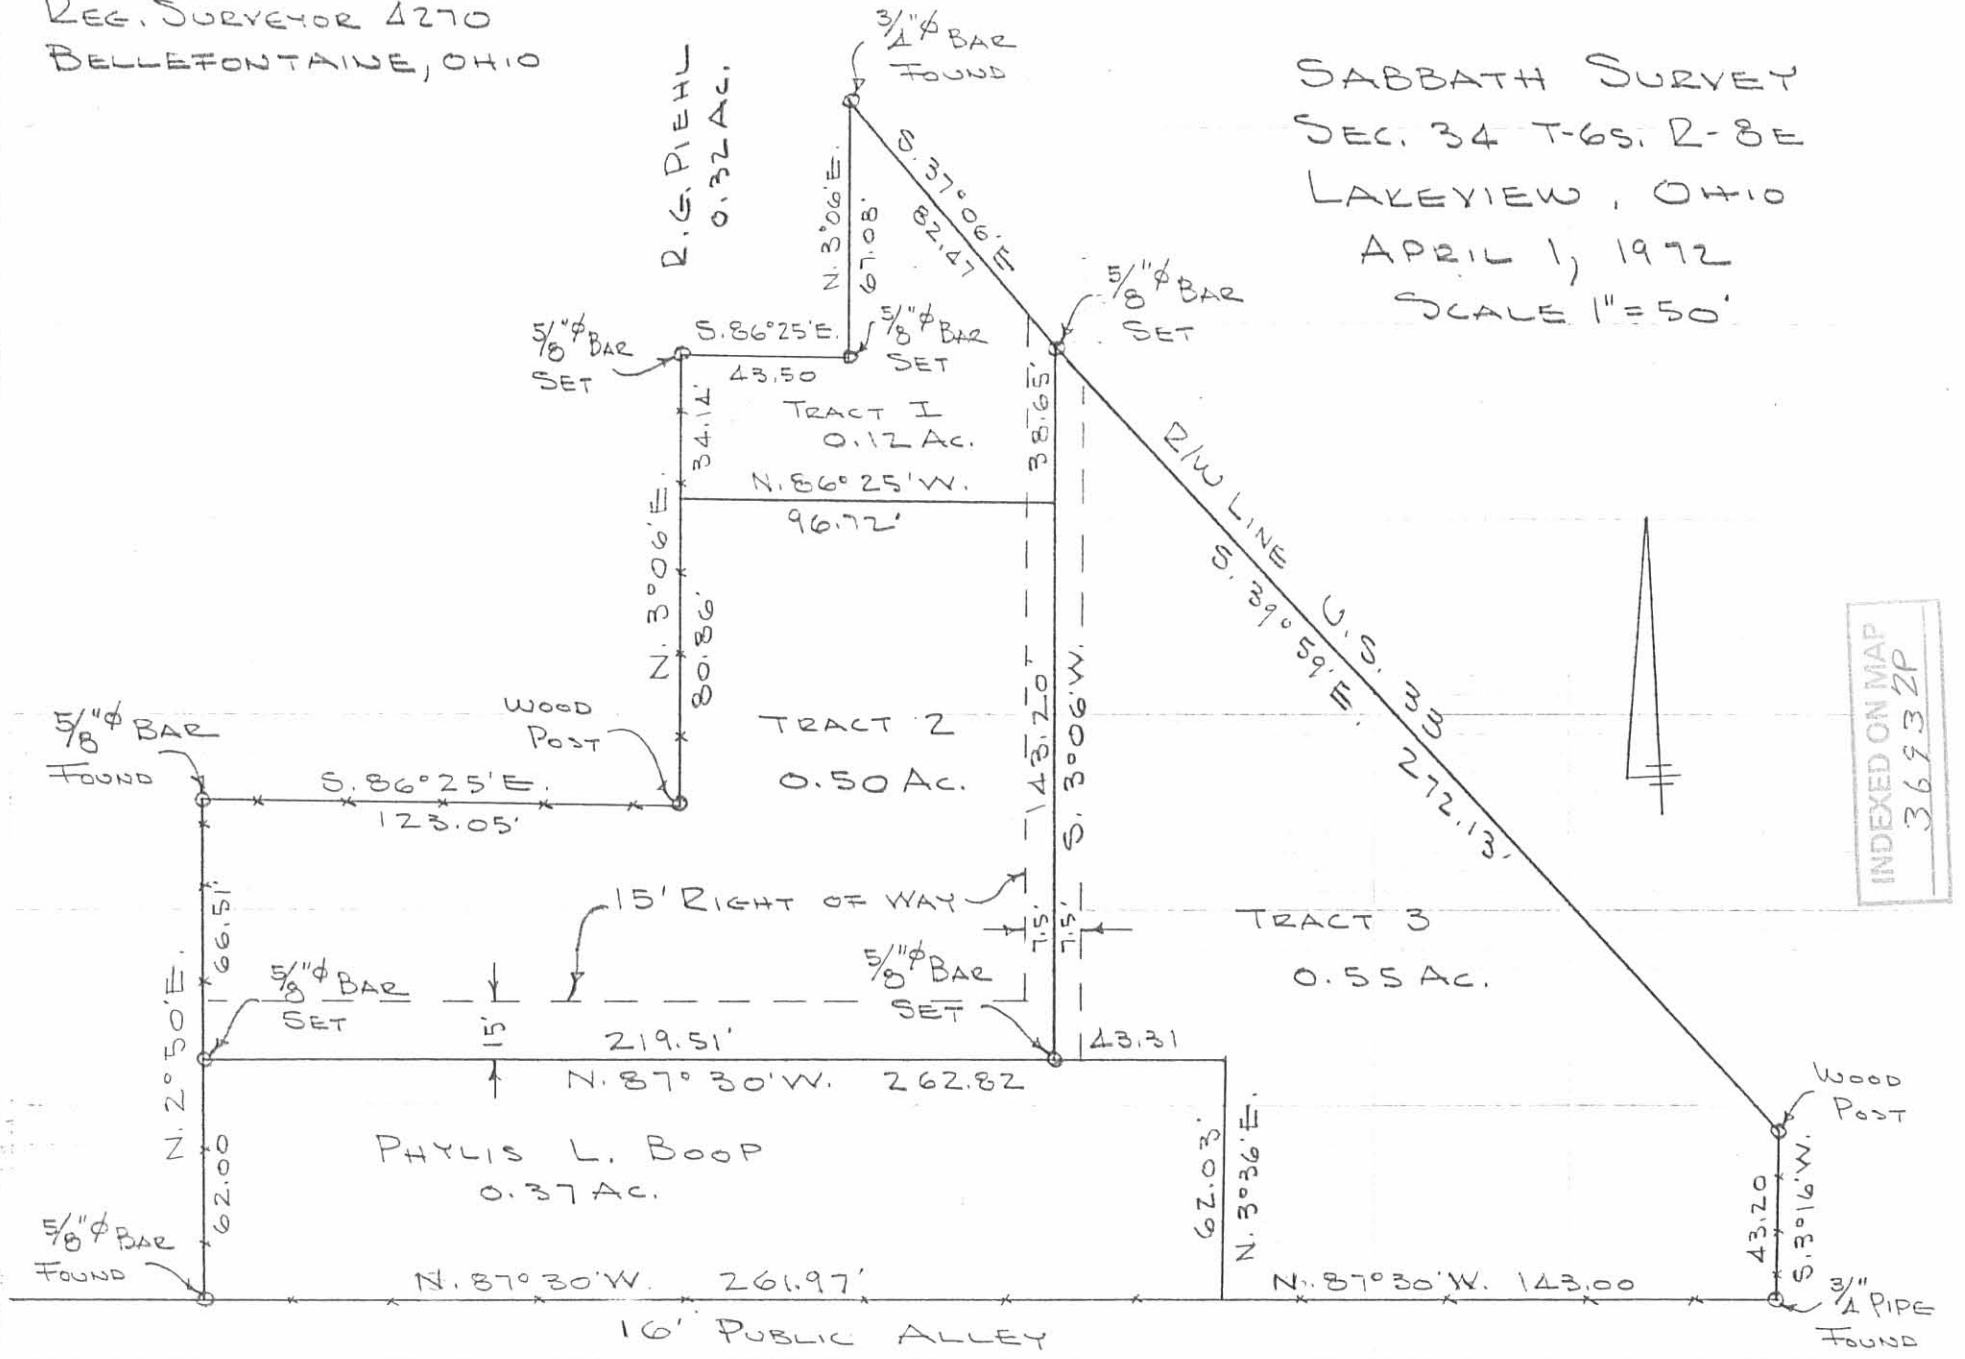 REG. SURVEYOR 4270
BELLEFONTAINE, OHIO
R. G. PIEHL
0.32 AC.
3/4"φ BAR
FOUND
SABBATH SURVEY
SEC. 34 T-6S. R-8E
LAKEVIEW, OHIO
APRIL 1, 1972
SCALE 1"=50'
N. 3°06'E.
67.08'
S. 37°06'E
82.47
5/8"φ BAR
SET
S. 86°25'E.
43.50
5/8"φ BAR
SET
5/8"φ BAR
SET
34.14'
TRACT I
0.12 AC.
38.65'
N. 86°25'W.
96.72'
R/W LINE U.S. 33
S. 39°59'E. 272.13'
N. 3°06'E.
80.86'
WOOD
POST
TRACT 2
0.50 AC.
143.20'
S. 3°06'W.
INDEXED ON MAP
36932P
5/8"φ BAR
FOUND
S. 86°25'E.
123.05'
66.51'
N. 2°50'E.
15' RIGHT OF WAY
7.5'
7.5'
TRACT 3
0.55 AC.
5/8"φ BAR
SET
5/8"φ BAR
SET
15'
219.51'
43.31
N. 87°30'W. 262.82
62.00
PHYLIS L. BOOP
0.37 AC.
62.03'
N. 3°36'E.
WOOD
POST
43.20
S. 3°16'W.
5/8"φ BAR
FOUND
N. 87°30'W. 261.97'
N. 87°30'W. 143.00
3/4" PIPE
FOUND
16' PUBLIC ALLEY